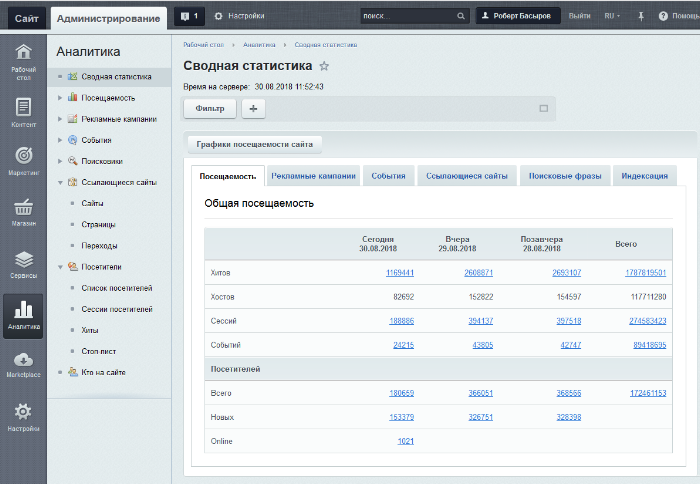 Сайт
Администрирование
1
Настройки
поиск...
Роберт Басыров
Выйти
RU
Помощь
Рабочий стол
Контент
Маркетинг
Магазин
Сервисы
Аналитика
Marketplace
Настройки
Аналитика
Сводная статистика
Посещаемость
Рекламные кампании
События
Поисковики
Ссылающиеся сайты
Сайты
Страницы
Переходы
Посетители
Список посетителей
Сессии посетителей
Хиты
Стоп-лист
Кто на сайте
Рабочий стол Аналитика Сводная статистика
Сводная статистика
Время на сервере: 30.08.2018 11:52:43
Фильтр +
Графики посещаемости сайта
Посещаемость Рекламные кампании События Ссылающиеся сайты Поисковые фразы Индексация
Общая посещаемость
Сегодня 30.08.2018 Вчера 29.08.2018 Позавчера 28.08.2018 Всего
Хитов 1169441 2608871 2693107 1787819501
Хостов 82692 152822 154597 117711280
Сессий 188886 394137 397518 274583423
Событий 24215 43805 42747 89418695
Посетителей
Всего 180659 366051 368566 172461153
Новых 153379 326751 328398
Online 1021